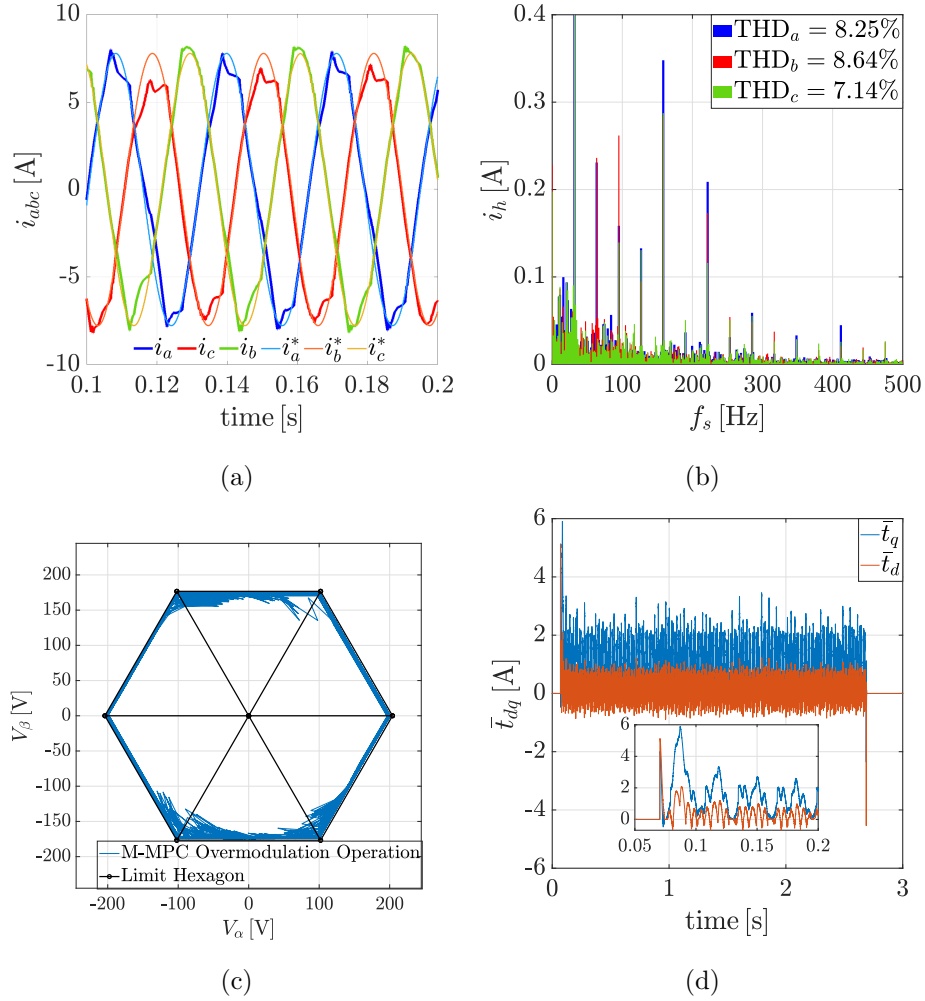 10
5
0
-5
-10
i_abc [A]
i_a i_c i_b i_a^* i_b^* i_c^*
0.1 0.12 0.14 0.16 0.18 0.2
time [s]
(a)
0.4
0.3
0.2
0.1
0
i_h [A]
THD_a = 8.25%
THD_b = 8.64%
THD_c = 7.14%
0 100 200 300 400 500
f_s [Hz]
(b)
200
150
100
50
0
-50
-100
-150
-200
V_β [V]
M-MPC Overmodulation Operation
Limit Hexagon
-200 -100 0 100 200
V_α [V]
(c)
6
4
2
0
-2
-4
-6
t̄_dq [A]
t̄_q
t̄_d
6
4
2
0
0.05 0.1 0.15 0.2
0 1 2 3
time [s]
(d)